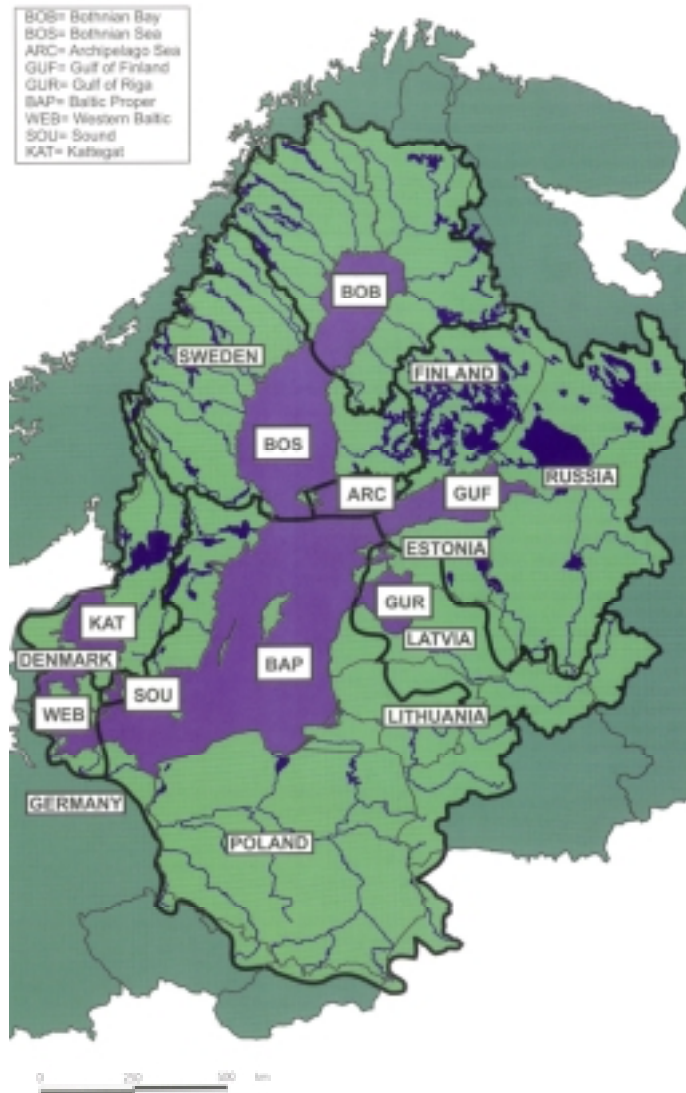 BOB= Bothnian Bay
BOS= Bothnian Sea
ARC= Archipelago Sea
GUF= Gulf of Finland
GUR= Gulf of Riga
BAP= Baltic Proper
WEB= Western Baltic
SOU= Sound
KAT= Kattegat
BOB
SWEDEN
FINLAND
BOS
RUSSIA
ARC
GUF
ESTONIA
GUR
KAT
LATVIA
DENMARK
BAP
SOU
WEB
LITHUANIA
GERMANY
POLAND
0 250 500 km